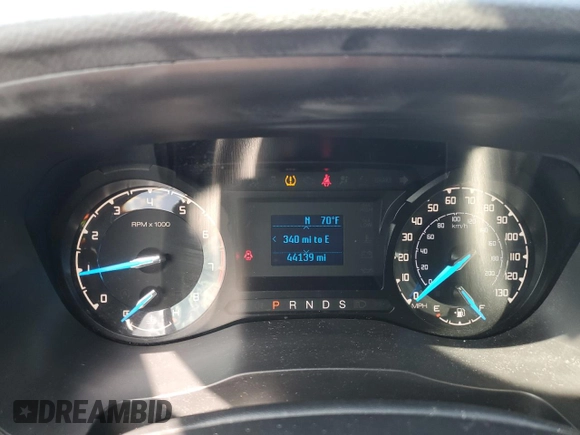 RPM x 1000
0 1 2 3 4 5 6 7 8
N 70°F
340 mi to E
44139 mi
P R N D S
0 10 20 30 40 50 60 70 80 90 100 110 120 130
km/h
MPH
E F
DREAMBID